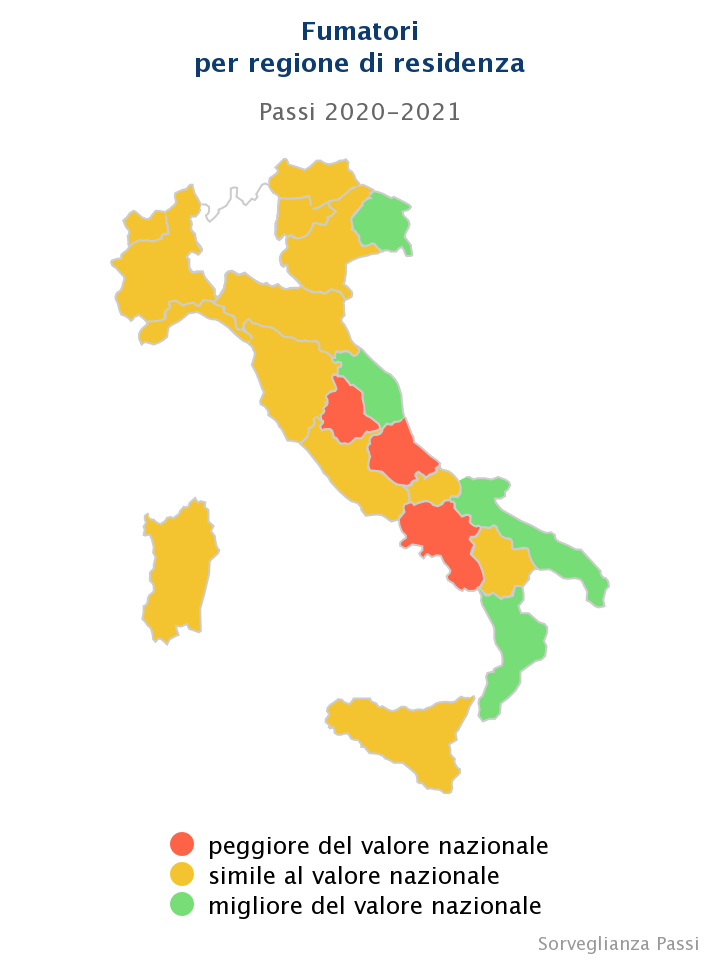 Fumatori
per regione di residenza
Passi 2020-2021
peggiore del valore nazionale
simile al valore nazionale
migliore del valore nazionale
Sorveglianza Passi